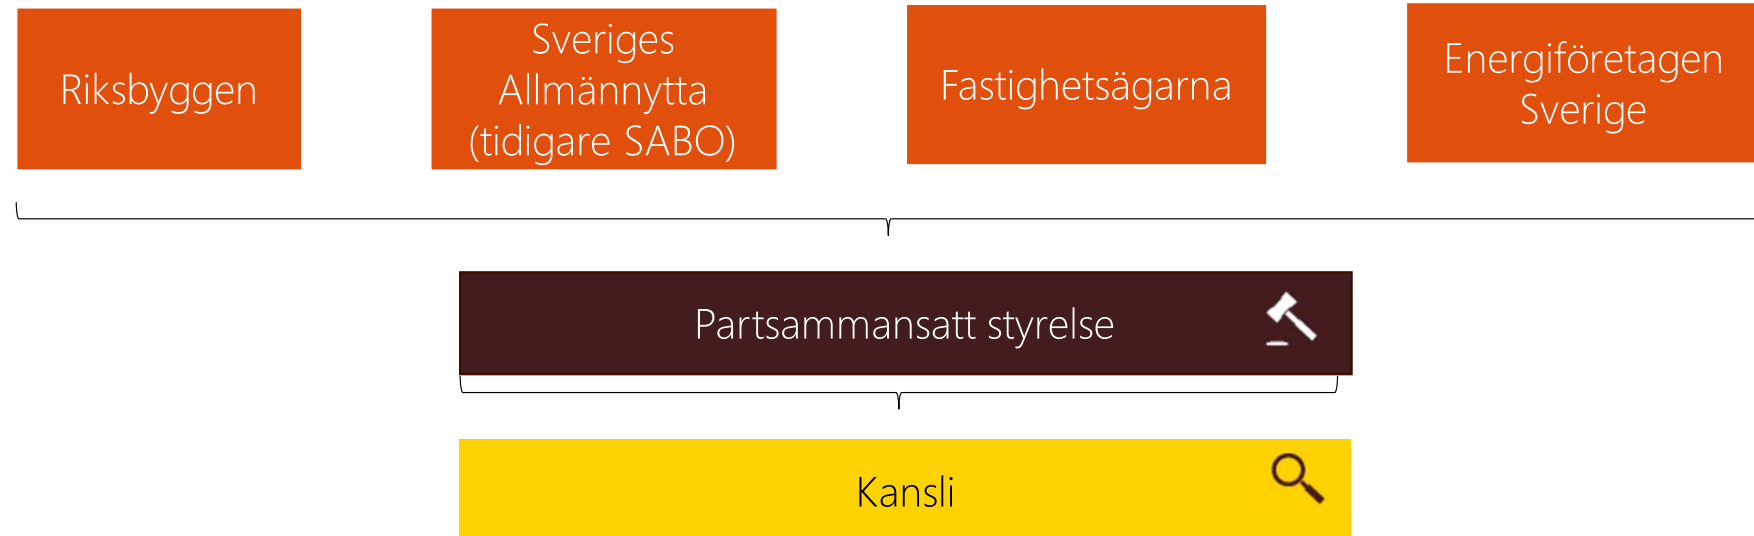 Riksbyggen
Sveriges
Allmännytta
(tidigare SABO)
Fastighetsägarna
Energiföretagen
Sverige
Partsammansatt styrelse
Kansli